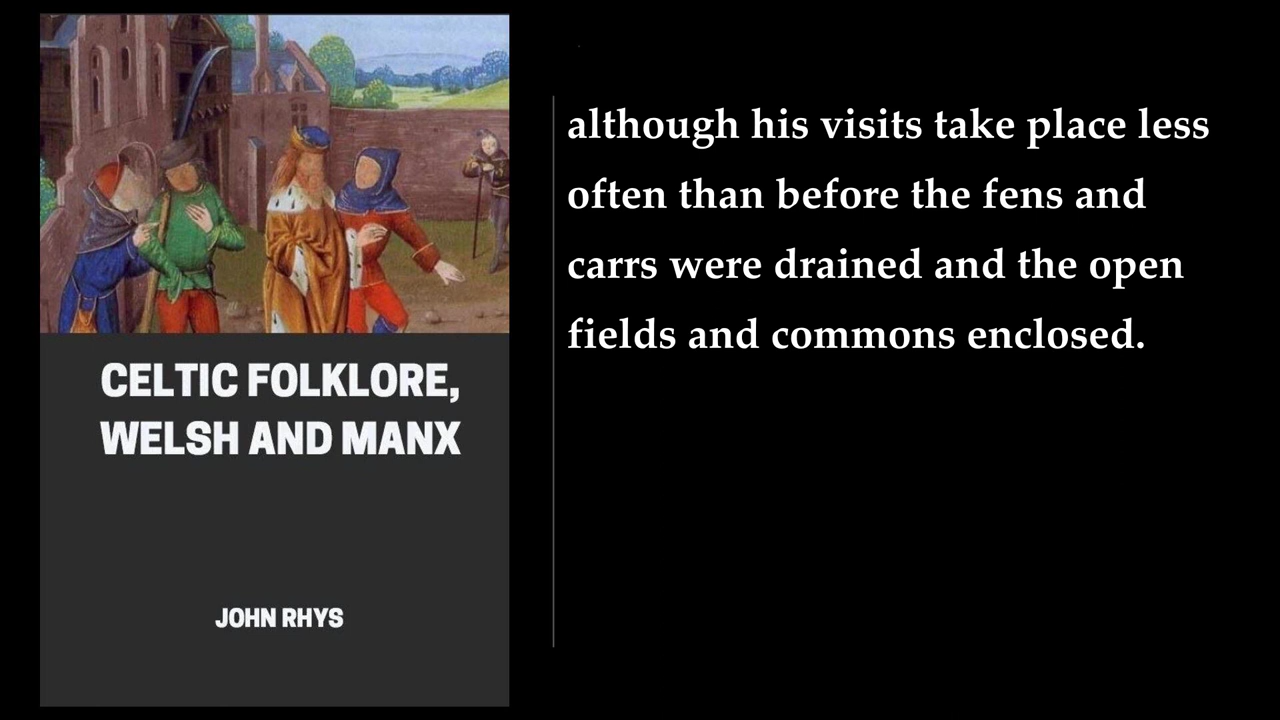 CELTIC FOLKLORE,
WELSH AND MANX
JOHN RHYS
although his visits take place less
often than before the fens and
carrs were drained and the open
fields and commons enclosed.